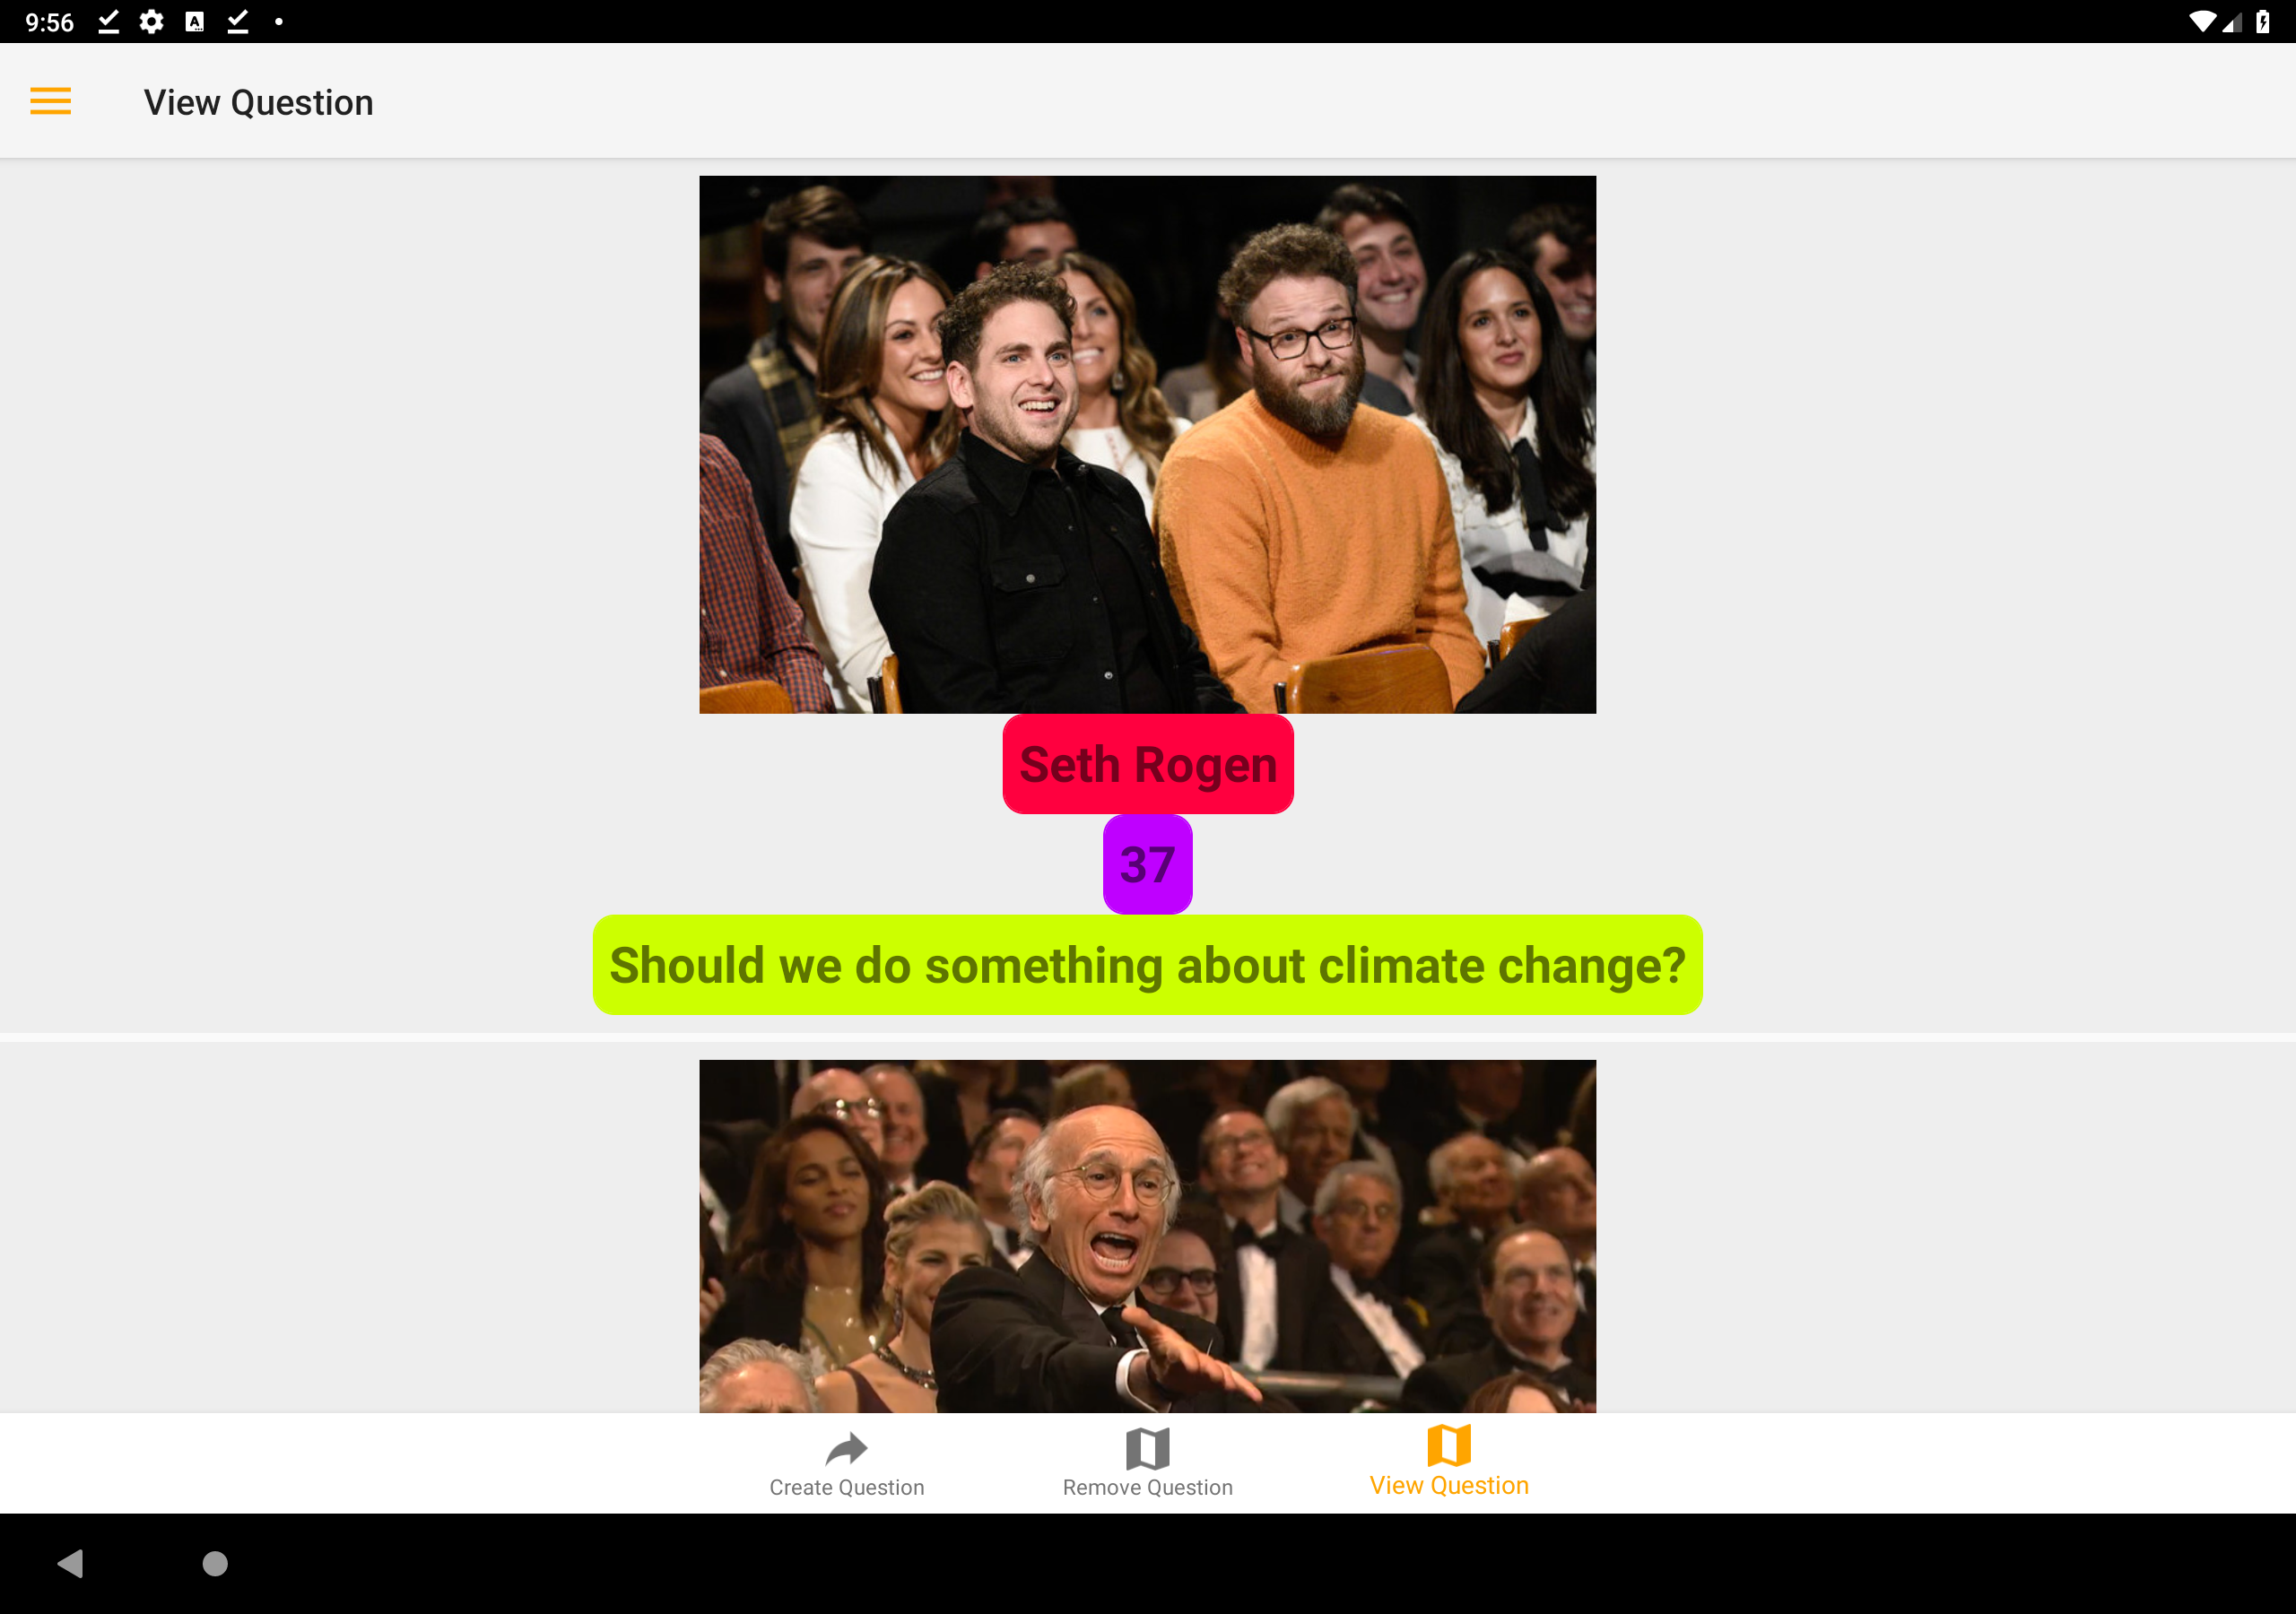 9:56
View Question
Seth Rogen
37
Should we do something about climate change?
Create Question
Remove Question
View Question